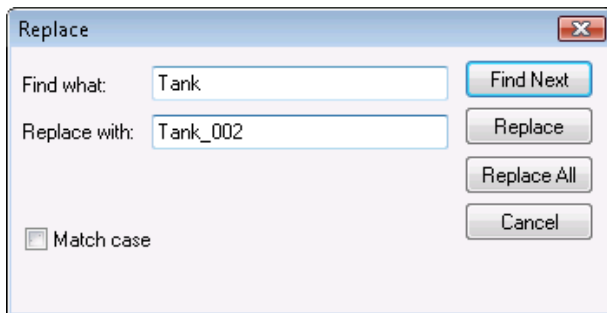 Replace
Find what: Tank Find Next
Replace with: Tank_002 Replace
Replace All
Match case Cancel